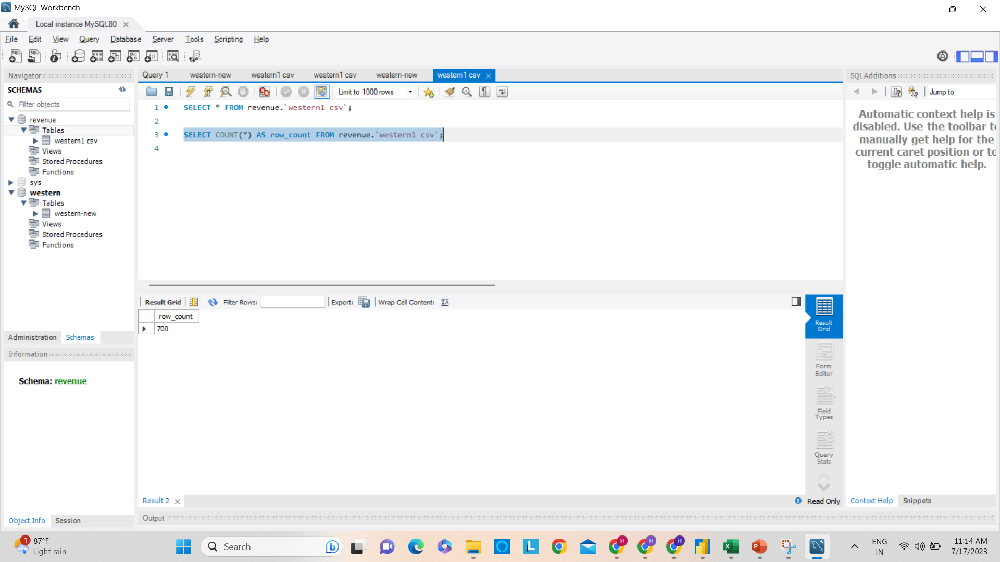 MySQL Workbench
Local instance MySQL80
File Edit View Query Database Server Tools Scripting Help
Navigator
SCHEMAS
Filter objects
revenue
Tables
western1 csv
Views
Stored Procedures
Functions
sys
western
Tables
western-new
Views
Stored Procedures
Functions
Administration Schemas
Information
Schema: revenue
Object Info Session
Query 1 western-new western1 csv western1 csv western-new western1 csv
Limit to 1000 rows
1 SELECT * FROM revenue.`western1 csv`;
2
3 SELECT COUNT(*) AS row_count FROM revenue.`western1 csv`;
4
Result Grid Filter Rows: Export: Wrap Cell Content:
row_count
700
Result
Grid
Form
Editor
Field
Types
Query
Stats
Result 2
Read Only
Output
SQLAdditions
Jump to
Automatic context help is
disabled. Use the toolbar to
manually get help for the
current caret position or to
toggle automatic help.
Context Help Snippets
1
87°F
Light rain
Search
ENG
IN
11:14 AM
7/17/2023